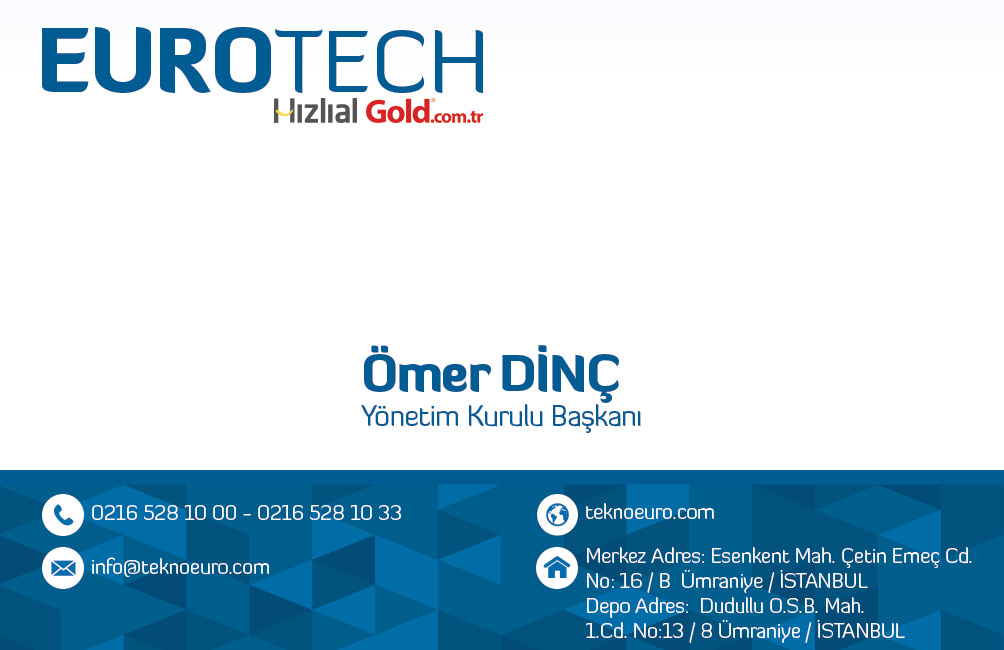 EUROTECH
Hızlıal Gold.com.tr
Ömer DİNÇ
Yönetim Kurulu Başkanı
0216 528 10 00 - 0216 528 10 33
info@teknoeuro.com
teknoeuro.com
Merkez Adres: Esenkent Mah. Çetin Emeç Cd.
No: 16 / B Ümraniye / İSTANBUL
Depo Adres: Dudullu O.S.B. Mah.
1.Cd. No:13 / 8 Ümraniye / İSTANBUL